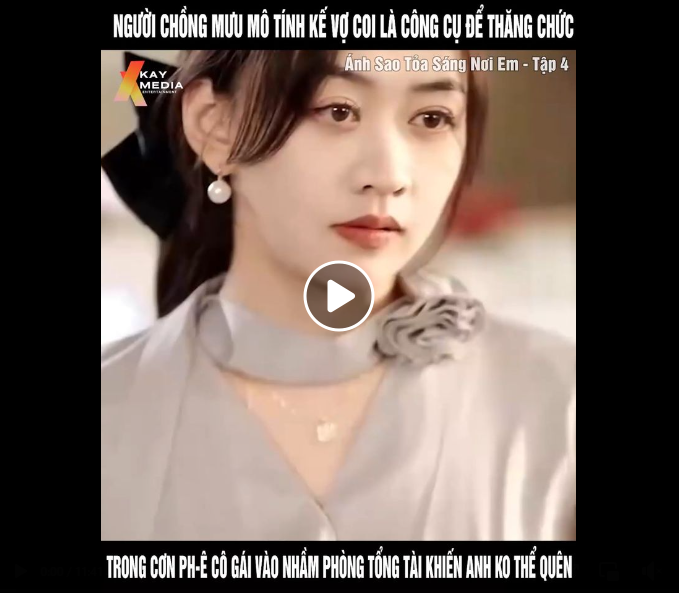 NGƯỜI CHỒNG MƯU MÔ TÍNH KẾ VỢ COI LÀ CÔNG CỤ ĐỂ THĂNG CHỨC
Ánh Sao Tỏa Sáng Nơi Em - Tập 4
KAY
MEDIA
ENTERTAINMENT
TRONG CƠN PH-Ê CÔ GÁI VÀO NHẦM PHÒNG TỔNG TÀI KHIẾN ANH KO THỂ QUÊN